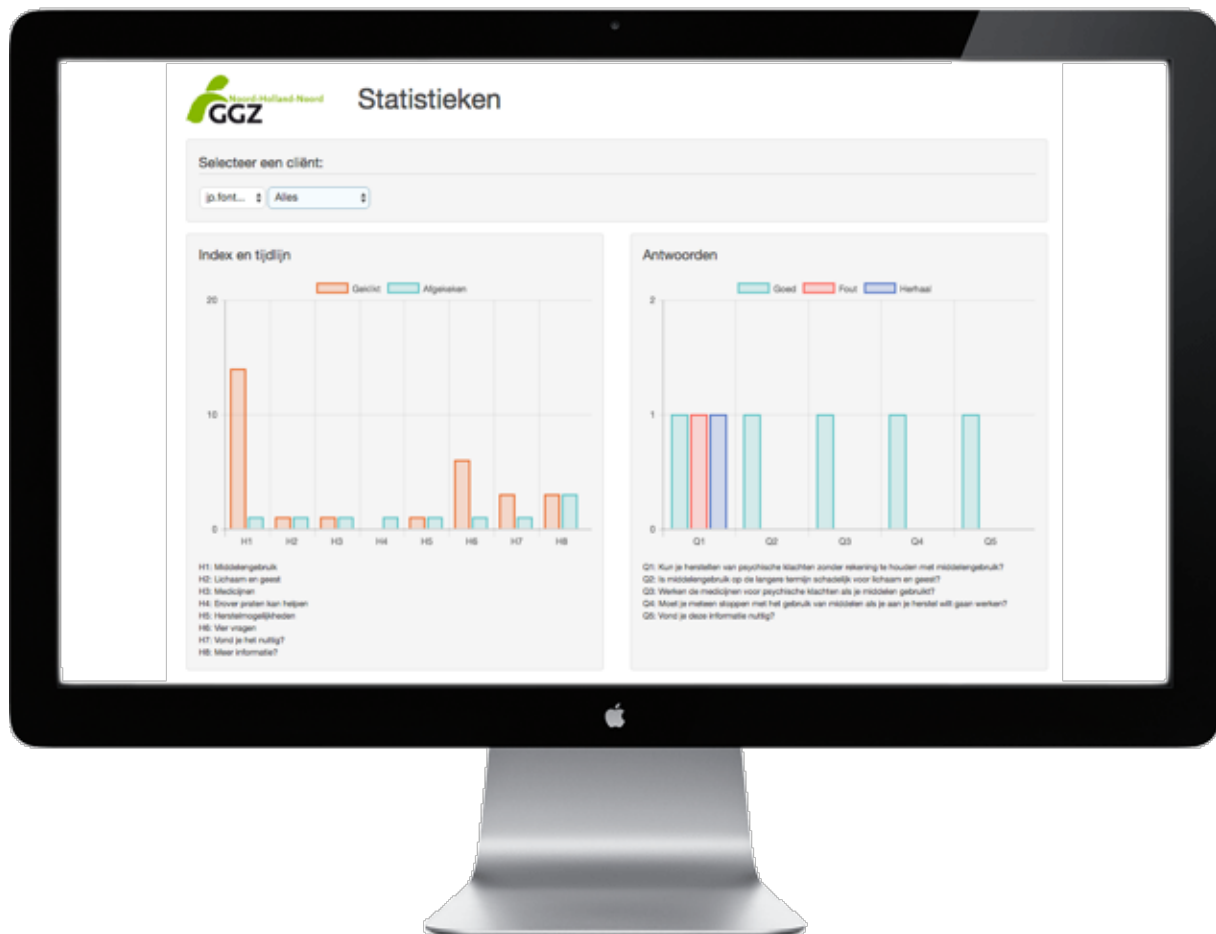 Noord-Holland-Noord
GGZ
Statistieken
Selecteer een cliënt:
jp.font...
Alles
Index en tijdlijn
Geklikt
Afgekeken
20
10
0
H1
H2
H3
H4
H5
H6
H7
H8
H1: Middelengebruik
H2: Lichaam en geest
H3: Medicijnen
H4: Erover praten kan helpen
H5: Herstelmogelijkheden
H6: Vier vragen
H7: Vond je het nuttig?
H8: Meer informatie?
Antwoorden
Goed
Fout
Herhaal
2
1
0
Q1
Q2
Q3
Q4
Q5
Q1: Kun je herstellen van psychische klachten zonder rekening te houden met middelengebruik?
Q2: Is middelengebruik op de langere termijn schadelijk voor lichaam en geest?
Q3: Werken de medicijnen voor psychische klachten als je middelen gebruikt?
Q4: Moet je meteen stoppen met het gebruik van middelen als je aan je herstel wilt gaan werken?
Q5: Vond je deze informatie nuttig?